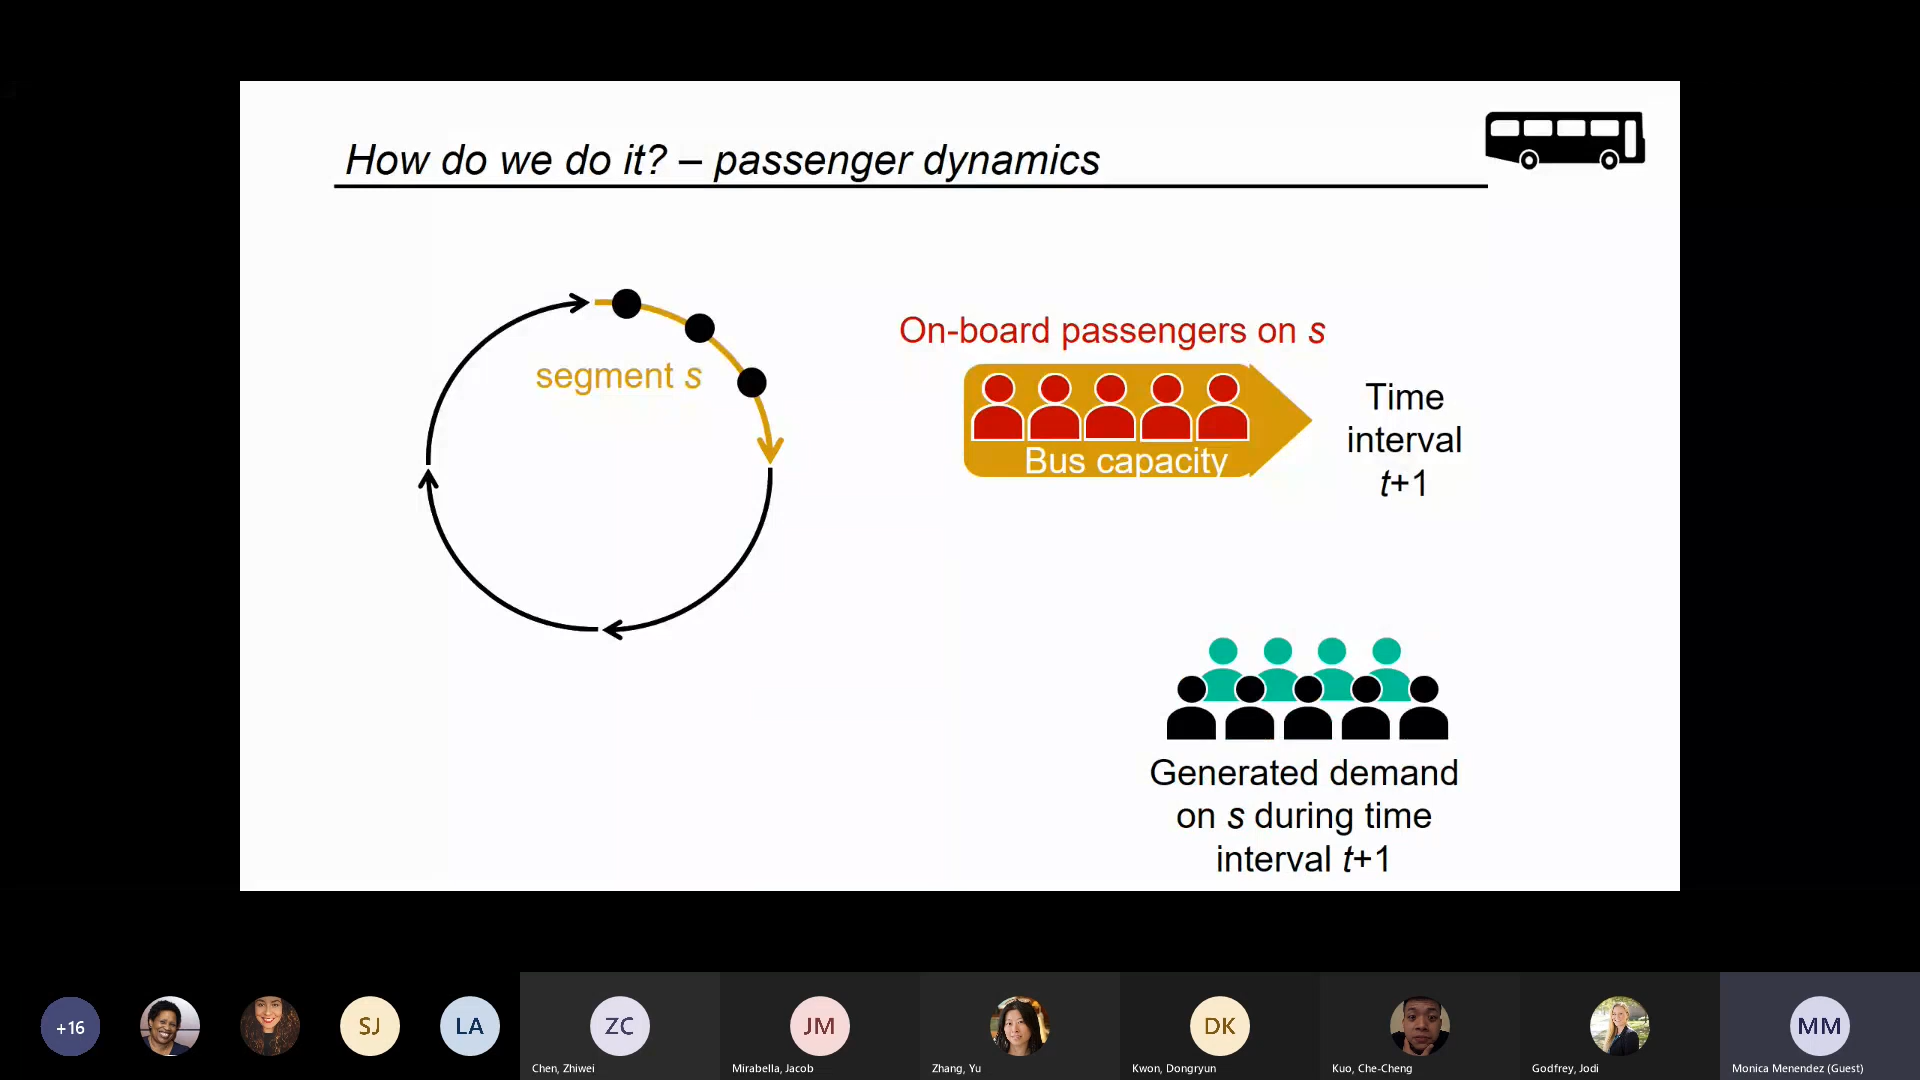 How do we do it? – passenger dynamics
segment s
On-board passengers on s
Bus capacity
Time
interval
t+1
Generated demand
on s during time
interval t+1
+16
SJ
LA
ZC
JM
DK
MM
Chen, Zhiwei
Mirabella, Jacob
Zhang, Yu
Kwon, Dongryun
Kuo, Che-Cheng
Godfrey, Jodi
Monica Menendez (Guest)